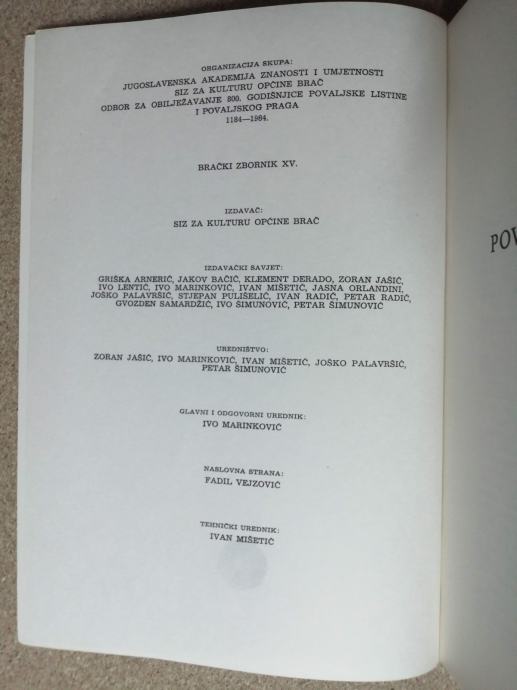 ORGANIZACIJA SKUPA:
JUGOSLAVENSKA AKADEMIJA ZNANOSTI I UMJETNOSTI
SIZ ZA KULTURU OPĆINE BRAČ
ODBOR ZA OBILJEŽAVANJE 800. GODIŠNJICE POVALJSKE LISTINE
I POVALJSKOG PRAGA
1184—1984.
BRAČKI ZBORNIK XV.
IZDAVAČ:
SIZ ZA KULTURU OPĆINE BRAČ
IZDAVAČKI SAVJET:
GRIŠKA ARNERIĆ, JAKOV BAČIĆ, KLEMENT DERADO, ZORAN JAŠIĆ,
IVO LENTIĆ, IVO MARINKOVIĆ, IVAN MIŠETIĆ, JASNA ORLANDINI,
JOŠKO PALAVRŠIĆ, STJEPAN PULIŠELIĆ, IVAN RADIĆ, PETAR RADIĆ,
GVOZDEN SAMARDŽIĆ, IVO ŠIMUNOVIĆ, PETAR ŠIMUNOVIĆ
UREDNIŠTVO:
ZORAN JAŠIĆ, IVO MARINKOVIĆ, IVAN MIŠETIĆ, JOŠKO PALAVRŠIĆ,
PETAR ŠIMUNOVIĆ
GLAVNI I ODGOVORNI UREDNIK:
IVO MARINKOVIĆ
NASLOVNA STRANA:
FADIL VEJZOVIĆ
TEHNIČKI UREDNIK:
IVAN MIŠETIĆ
POV